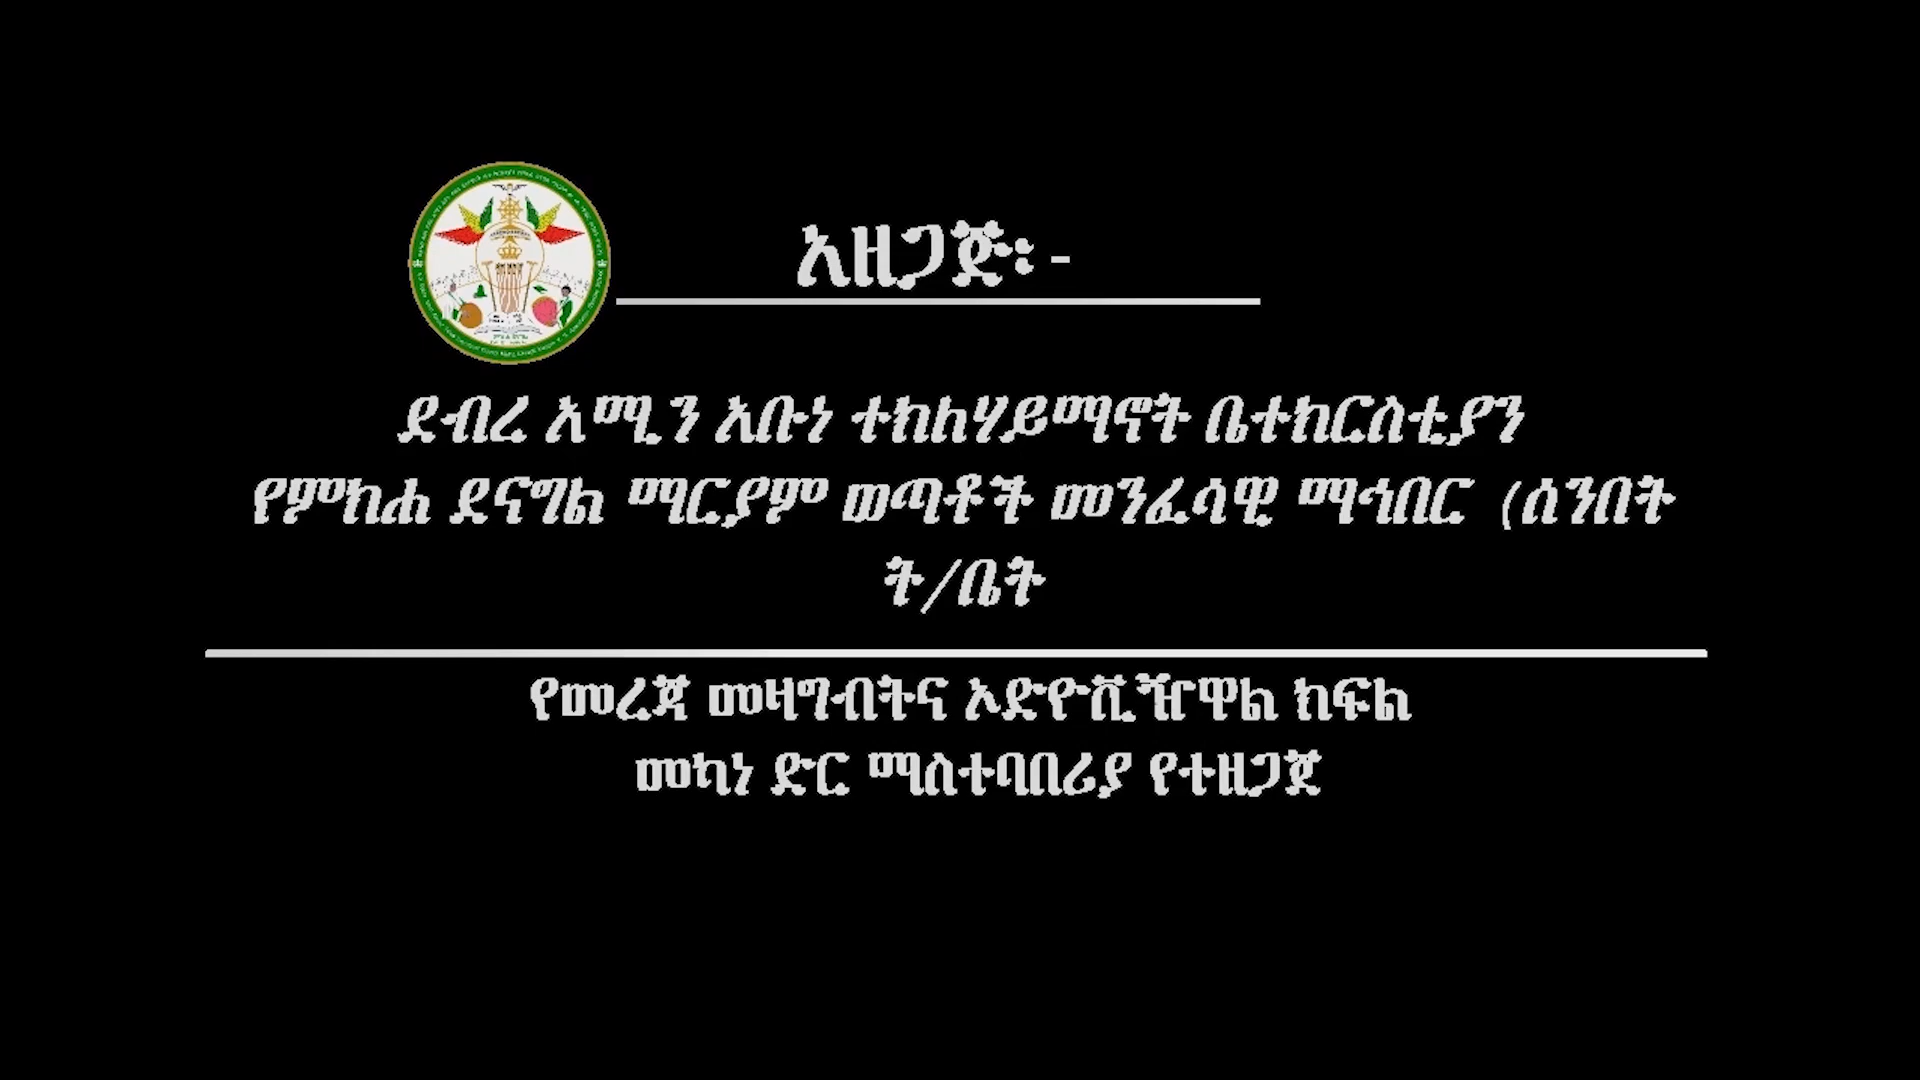 አዘጋጅ፡-
ደብረ አሚን አቡነ ተክለሃይማኖት ቤተክርስቲያን
የምክሐ ደናግል ማርያም ወጣቶች መንፈሳዊ ማኅበር (ሰንበት
ት/ቤት
የመረጃ መዛግብትና ኦድዮቪዥዋል ክፍል
መካነ ድር ማስተባበሪያ የተዘጋጀ